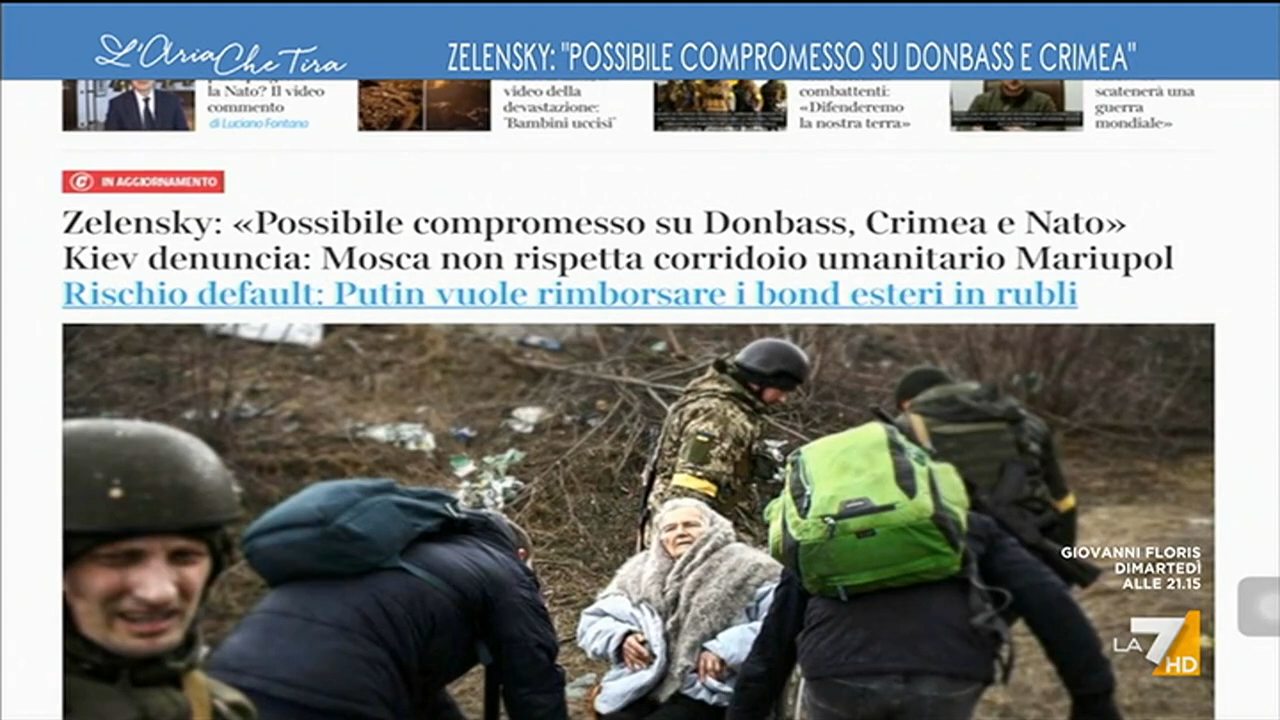 L'Aria Che Tira
ZELENSKY: "POSSIBILE COMPROMESSO SU DONBASS E CRIMEA"
la Nato? Il video
commento
di Luciano Fontana
video della
devastazione:
"Bambini uccisi"
combattenti:
«Difenderemo
la nostra terra»
scatenerà una
guerra
mondiale»
IN AGGIORNAMENTO
Zelensky: «Possibile compromesso su Donbass, Crimea e Nato»
Kiev denuncia: Mosca non rispetta corridoio umanitario Mariupol
Rischio default: Putin vuole rimborsare i bond esteri in rubli
GIOVANNI FLORIS
DIMARTEDÌ
ALLE 21.15
LA 7 HD